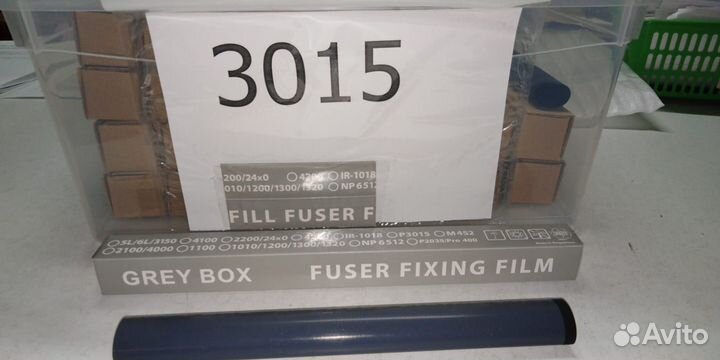 3015
200/24x0 4200 IR-1018
010/1200/1300/1320 NP 6512
FILL FUSER F
5L/6L/3150 4100 2200/24x0 4200 IR-1018 P3015 M452
2100/4000 1100 1010/1200/1300/1320 NP 6512 P2035/Pro 400
GREY BOX FUSER FIXING FILM
Avito